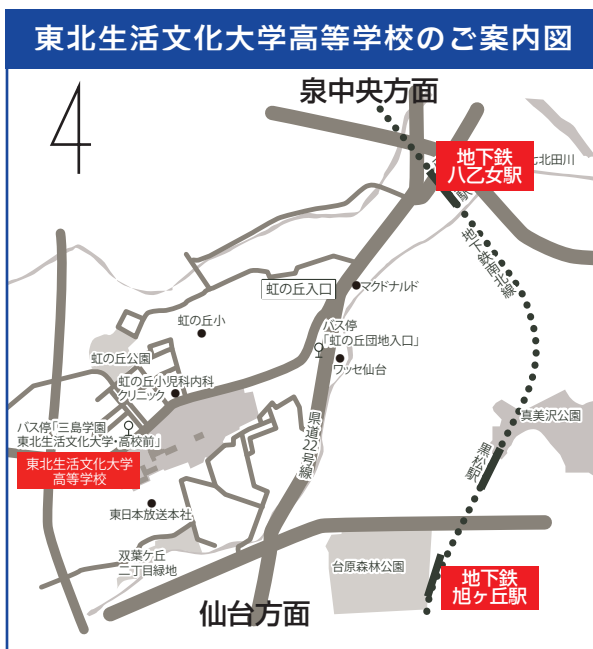 東北生活文化大学高等学校のご案内図
泉中央方面
地下鉄
八乙女駅
七北田川
駅
地下鉄南北線
虹の丘入口
マクドナルド
虹の丘小
バス停
「虹の丘団地入口」
虹の丘公園
ワッセ仙台
虹の丘小児科内科
クリニック
真美沢公園
バス停「三島学園
東北生活文化大学・高校前」
県道22号線
黒松駅
東北生活文化大学
高等学校
東日本放送本社
双葉ケ丘
二丁目緑地
台原森林公園
地下鉄
旭ヶ丘駅
仙台方面